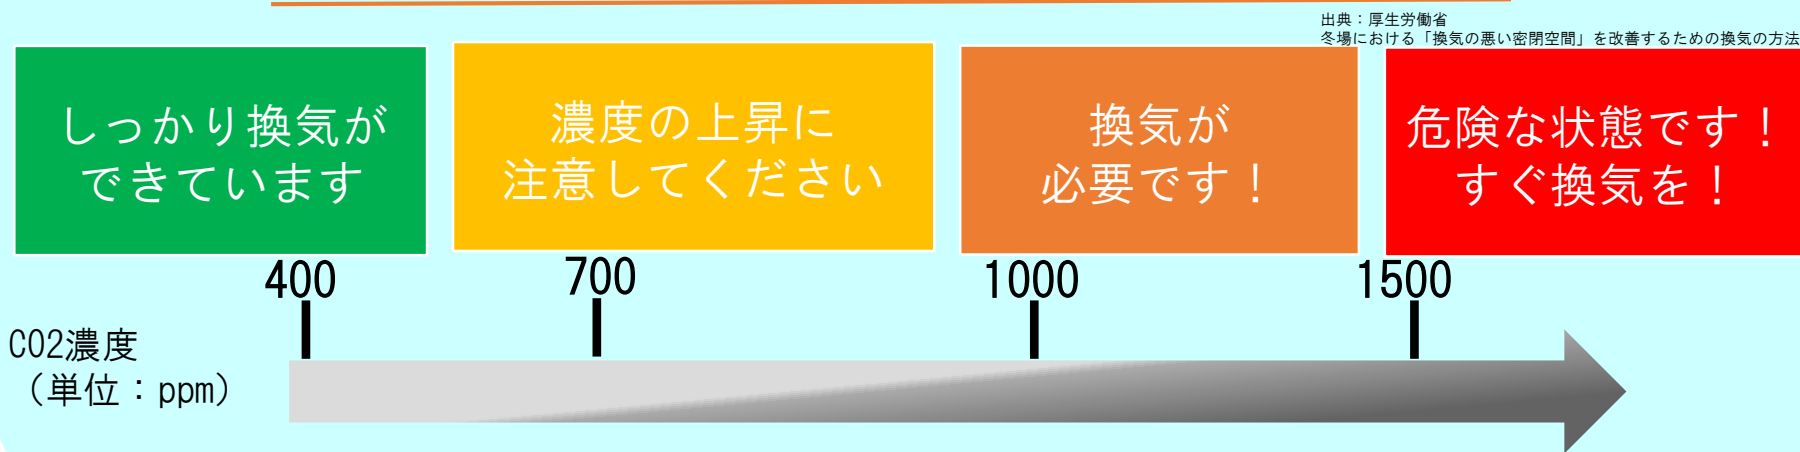 出典：厚生労働省
冬場における「換気の悪い密閉空間」を改善するための換気の方法
しっかり換気が
できています
濃度の上昇に
注意してください
換気が
必要です！
危険な状態です！
すぐ換気を！
400
700
1000
1500
CO2濃度
（単位：ppm）